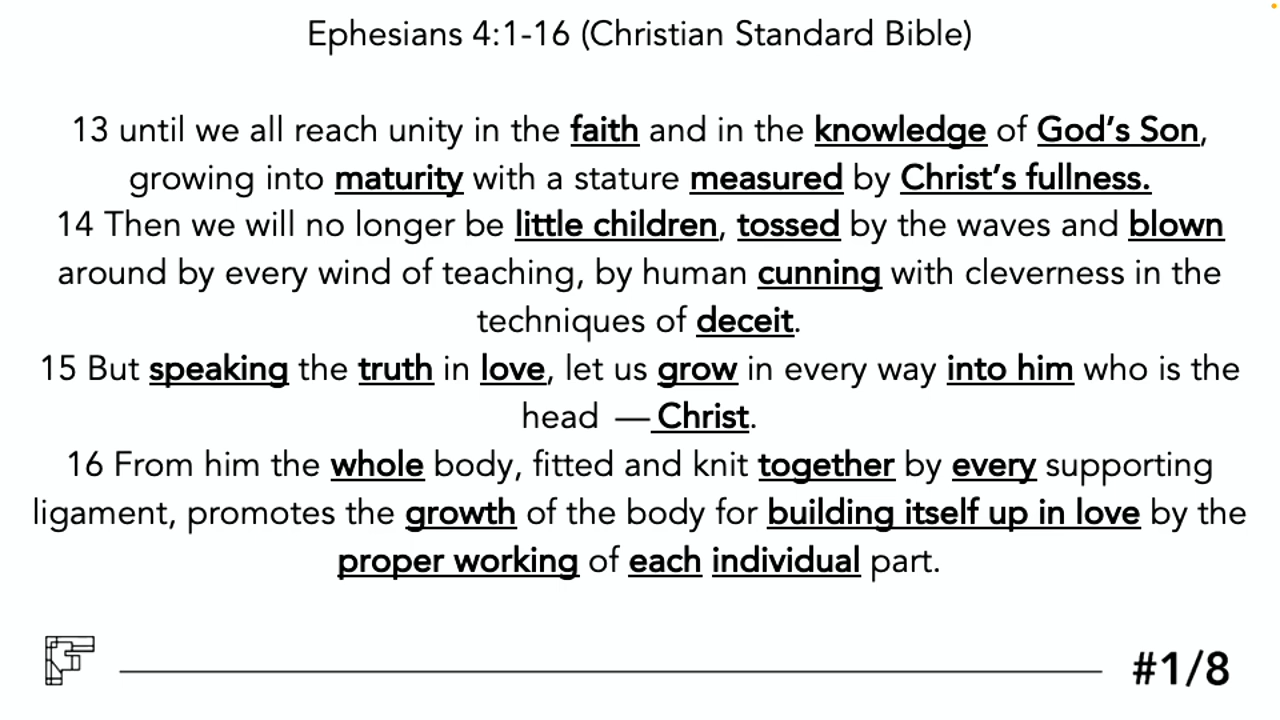 Ephesians 4:1-16 (Christian Standard Bible)
13 until we all reach unity in the faith and in the knowledge of God's Son,
growing into maturity with a stature measured by Christ's fullness.
14 Then we will no longer be little children, tossed by the waves and blown
around by every wind of teaching, by human cunning with cleverness in the
techniques of deceit.
15 But speaking the truth in love, let us grow in every way into him who is the
head — Christ.
16 From him the whole body, fitted and knit together by every supporting
ligament, promotes the growth of the body for building itself up in love by the
proper working of each individual part.
#1/8